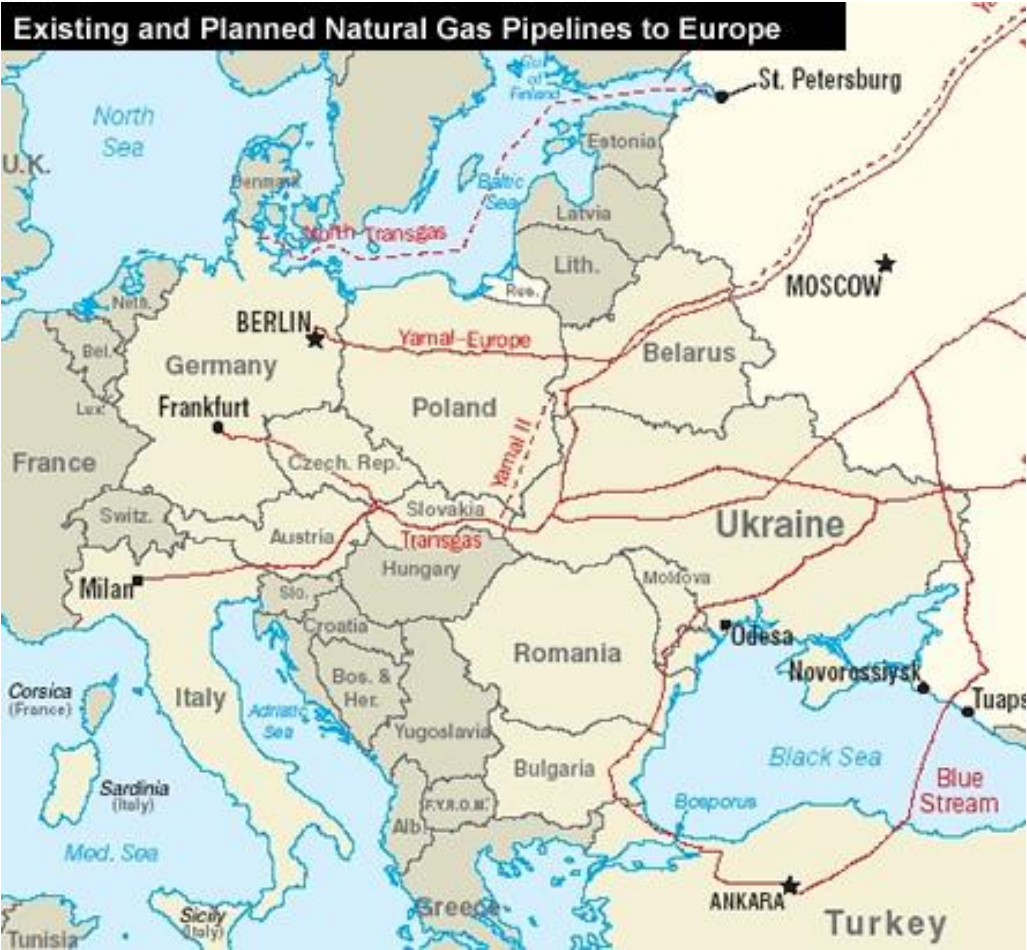 Existing and Planned Natural Gas Pipelines to Europe
St. Petersburg
Gulf
of
Finland
North
Sea
Estonia
U.K.
Denmark
Baltic
Sea
Latvia
North Transgas
Lith.
MOSCOW
Rus.
Neth.
BERLIN
Yamal-Europe
Belarus
Bel.
Germany
Lux.
Frankfurt
Poland
Yamal II
France
Czech. Rep.
Slovakia
Switz.
Ukraine
Austria
Transgas
Hungary
Moldova
Milan
Slo.
Odesa
Croatia
Romania
Novorossiysk
Bos. &
Her.
Corsica
(France)
Italy
Tuaps
Adriatic
Sea
Yugoslavia
Black Sea
Bulgaria
Blue
Stream
Sardinia
(Italy)
Bosporus
F.Y.R.O.M.
Alb.
Med. Sea
ANKARA
Greece
Sicily
(Italy)
Turkey
Tunisia